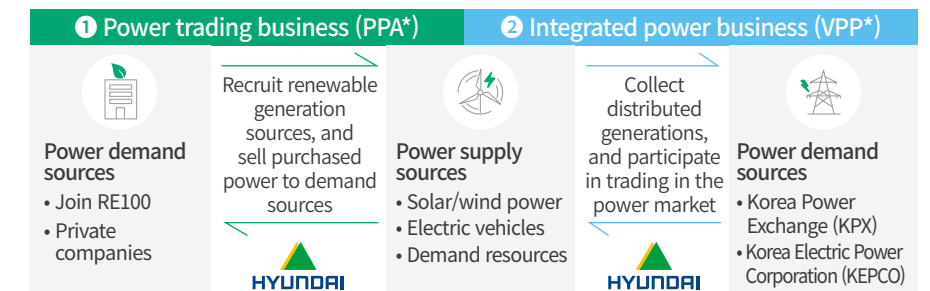 ❶ Power trading business (PPA*)
❷ Integrated power business (VPP*)
Power demand
sources
• Join RE100
• Private
companies
Recruit renewable
generation
sources, and
sell purchased
power to demand
sources
HYUNDAI
Power supply
sources
• Solar/wind power
• Electric vehicles
• Demand resources
Collect
distributed
generations,
and participate
in trading in the
power market
HYUNDAI
Power demand
sources
• Korea Power
Exchange (KPX)
• Korea Electric Power
Corporation (KEPCO)